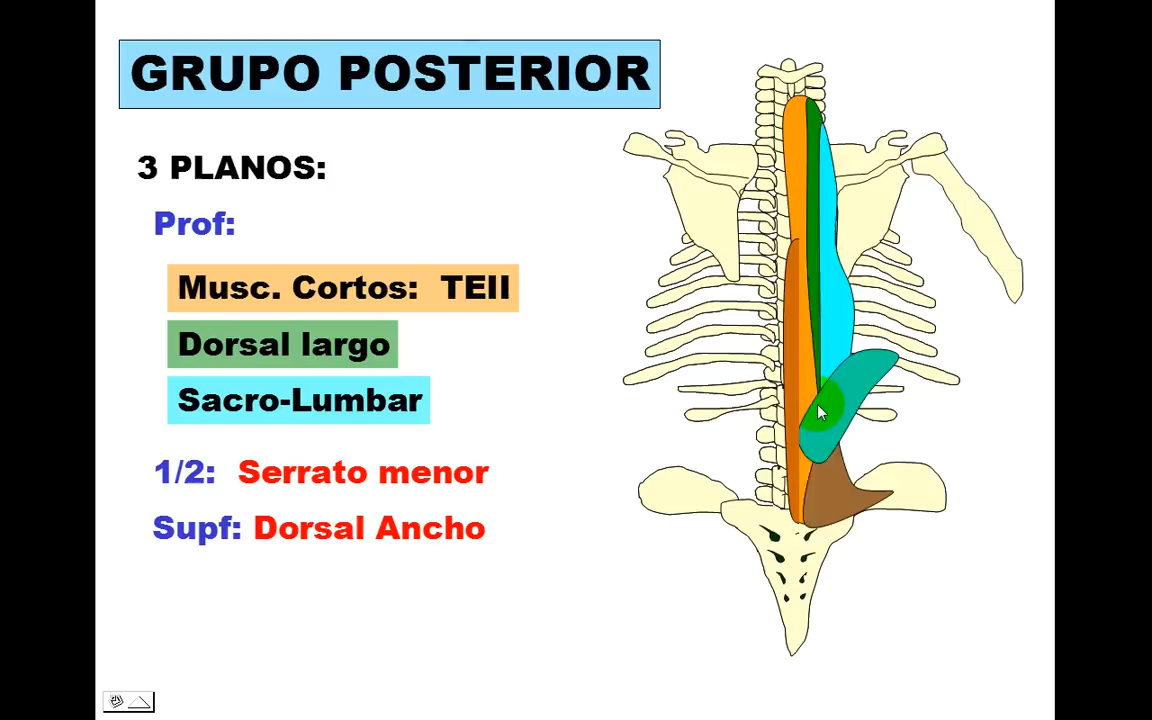 GRUPO POSTERIOR
3 PLANOS:
Prof:
Musc. Cortos: TEII
Dorsal largo
Sacro-Lumbar
1/2: Serrato menor
Supf: Dorsal Ancho